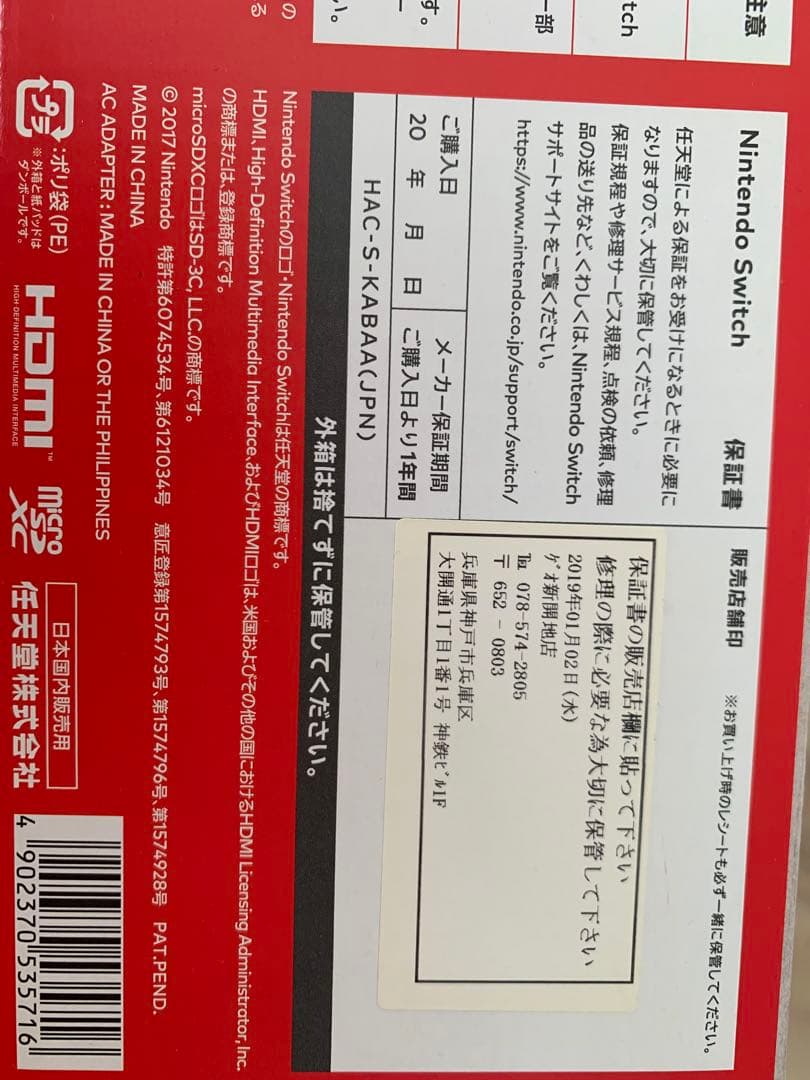 注意
tch
一部
す。
ー
い。
の
る
Nintendo Switch 保証書
任天堂による保証をお受けになるときに必要に
なりますので、大切に保管してください。
保証規程や修理サービス規程、点検の依頼、修理
品の送り先など、くわしくは、Nintendo Switch
サポートサイトをご覧ください。
https://www.nintendo.co.jp/support/switch/
ご購入日
20 年 月 日
メーカー保証期間
ご購入日より1年間
HAC-S-KABAA(JPN)
販売店舗印
※お買い上げ時のレシートも必ず一緒に保管してください。
保証書の販売店欄に貼って下さい
修理の際に必要な為大切に保管して下さい
2019年01月02日(水)
ゲオ新開地店
℡ 078-574-2805
〒 652 - 0803
兵庫県神戸市兵庫区
大開通1丁目1番1号 神鉄ビル1F
外箱は捨てずに保管してください。
Nintendo Switchのロゴ・Nintendo Switchは任天堂の商標です。
HDMI、High-Definition Multimedia Interface、およびHDMIロゴは、米国およびその他の国におけるHDMI Licensing Administrator, Inc.
の商標または、登録商標です。
microSDXCロゴはSD-3C, LLC.の商標です。
© 2017 Nintendo 特許第6074534号、第6121034号 意匠登録第1574793号、第1574796号、第1574928号 PAT.PEND.
MADE IN CHINA
AC ADAPTER : MADE IN CHINA OR THE PHILIPPINES
プラ
:ポリ袋(PE)
※外箱と紙パッドは
ダンボールです。
HDMI™
HIGH-DEFINITION MULTIMEDIA INTERFACE
micro
SD
XC
日本国内販売用
任天堂株式会社
4 902370 535716